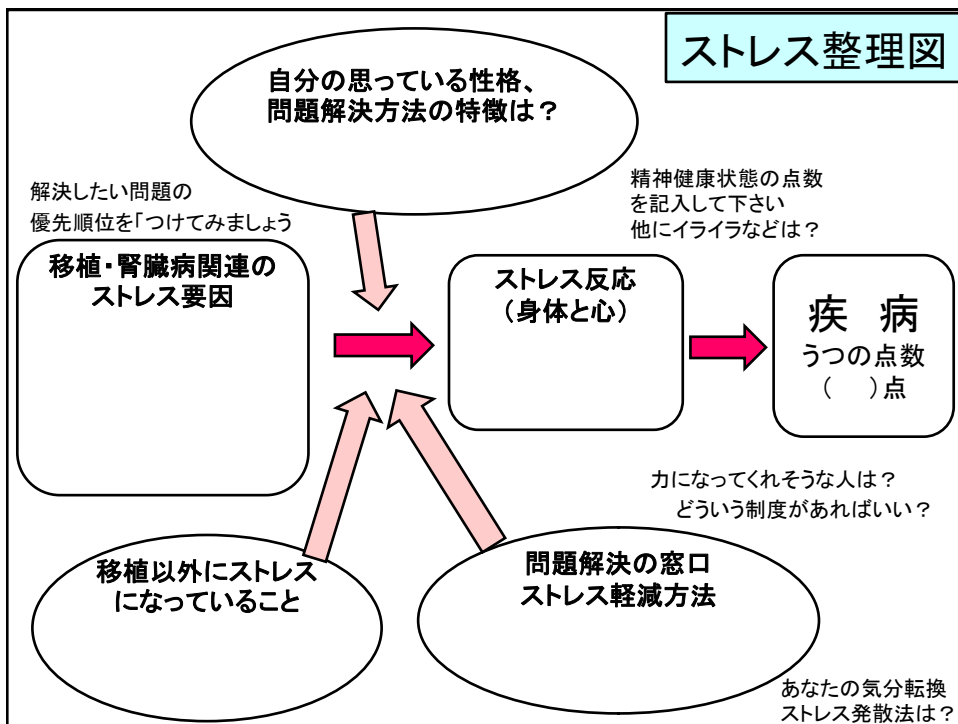 ストレス整理図
自分の思っている性格、
問題解決方法の特徴は？
解決したい問題の
優先順位を「つけてみましょう
精神健康状態の点数
を記入して下さい
他にイライラなどは？
移植・腎臓病関連の
ストレス要因
ストレス反応
（身体と心）
疾　病
うつの点数
（　　）点
力になってくれそうな人は？
どういう制度があればいい？
移植以外にストレス
になっていること
問題解決の窓口
ストレス軽減方法
あなたの気分転換
ストレス発散法は？